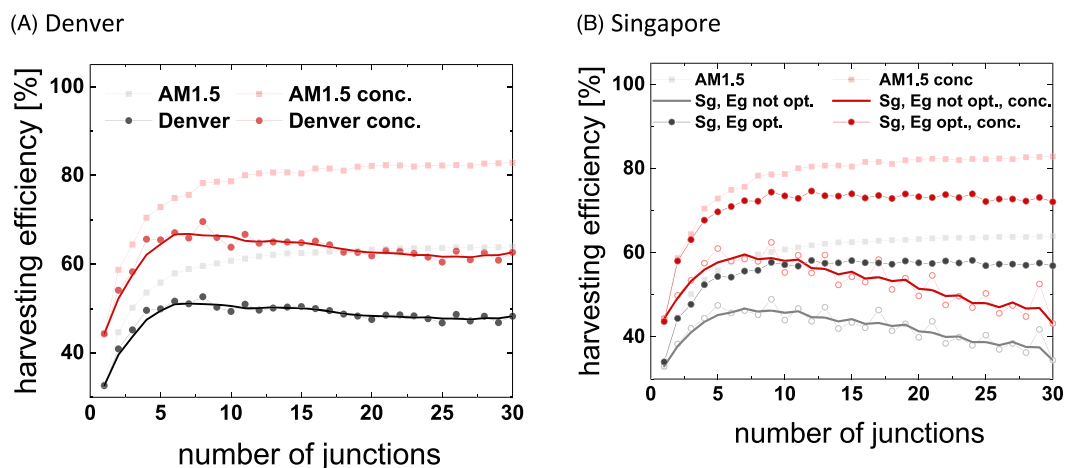 (A) Denver
harvesting efficiency [%]
100
80
60
40
AM1.5
AM1.5 conc.
Denver
Denver conc.
0
5
10
15
20
25
30
number of junctions
(B) Singapore
harvesting efficiency [%]
100
80
60
40
AM1.5
AM1.5 conc
Sg, Eg not opt.
Sg, Eg not opt., conc.
Sg, Eg opt.
Sg, Eg opt., conc.
0
5
10
15
20
25
30
number of junctions